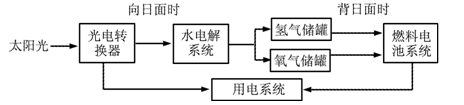 向日面时
背日面时
太阳光
光电转换器
水电解系统
氢气储罐
氧气储罐
燃料电池系统
用电系统